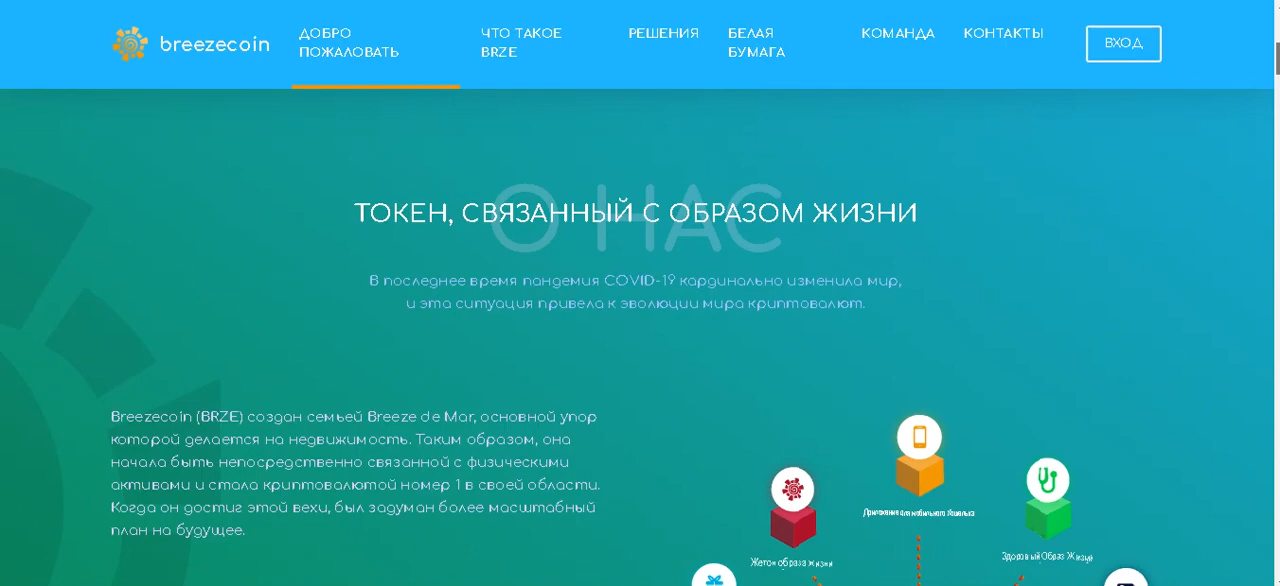 breezecoin
ДОБРО
ПОЖАЛОВАТЬ
ЧТО ТАКОЕ
BRZE
РЕШЕНИЯ
БЕЛАЯ
БУМАГА
КОМАНДА
КОНТАКТЫ
ВХОД
О НАС
ТОКЕН, СВЯЗАННЫЙ С ОБРАЗОМ ЖИЗНИ
В последнее время пандемия COVID-19 кардинально изменила мир,
и эта ситуация привела к эволюции мира криптовалют.
Breezecoin (BRZE) создан семьей Breeze de Mar, основной упор
которой делается на недвижимость. Таким образом, она
начала быть непосредственно связанной с физическими
активами и стала криптовалютой номер 1 в своей области.
Когда он достиг этой вехи, был задуман более масштабный
план на будущее.
Приложение для мобильного Кошелька
Здоровый Образ Жизни
Жетон образа жизни